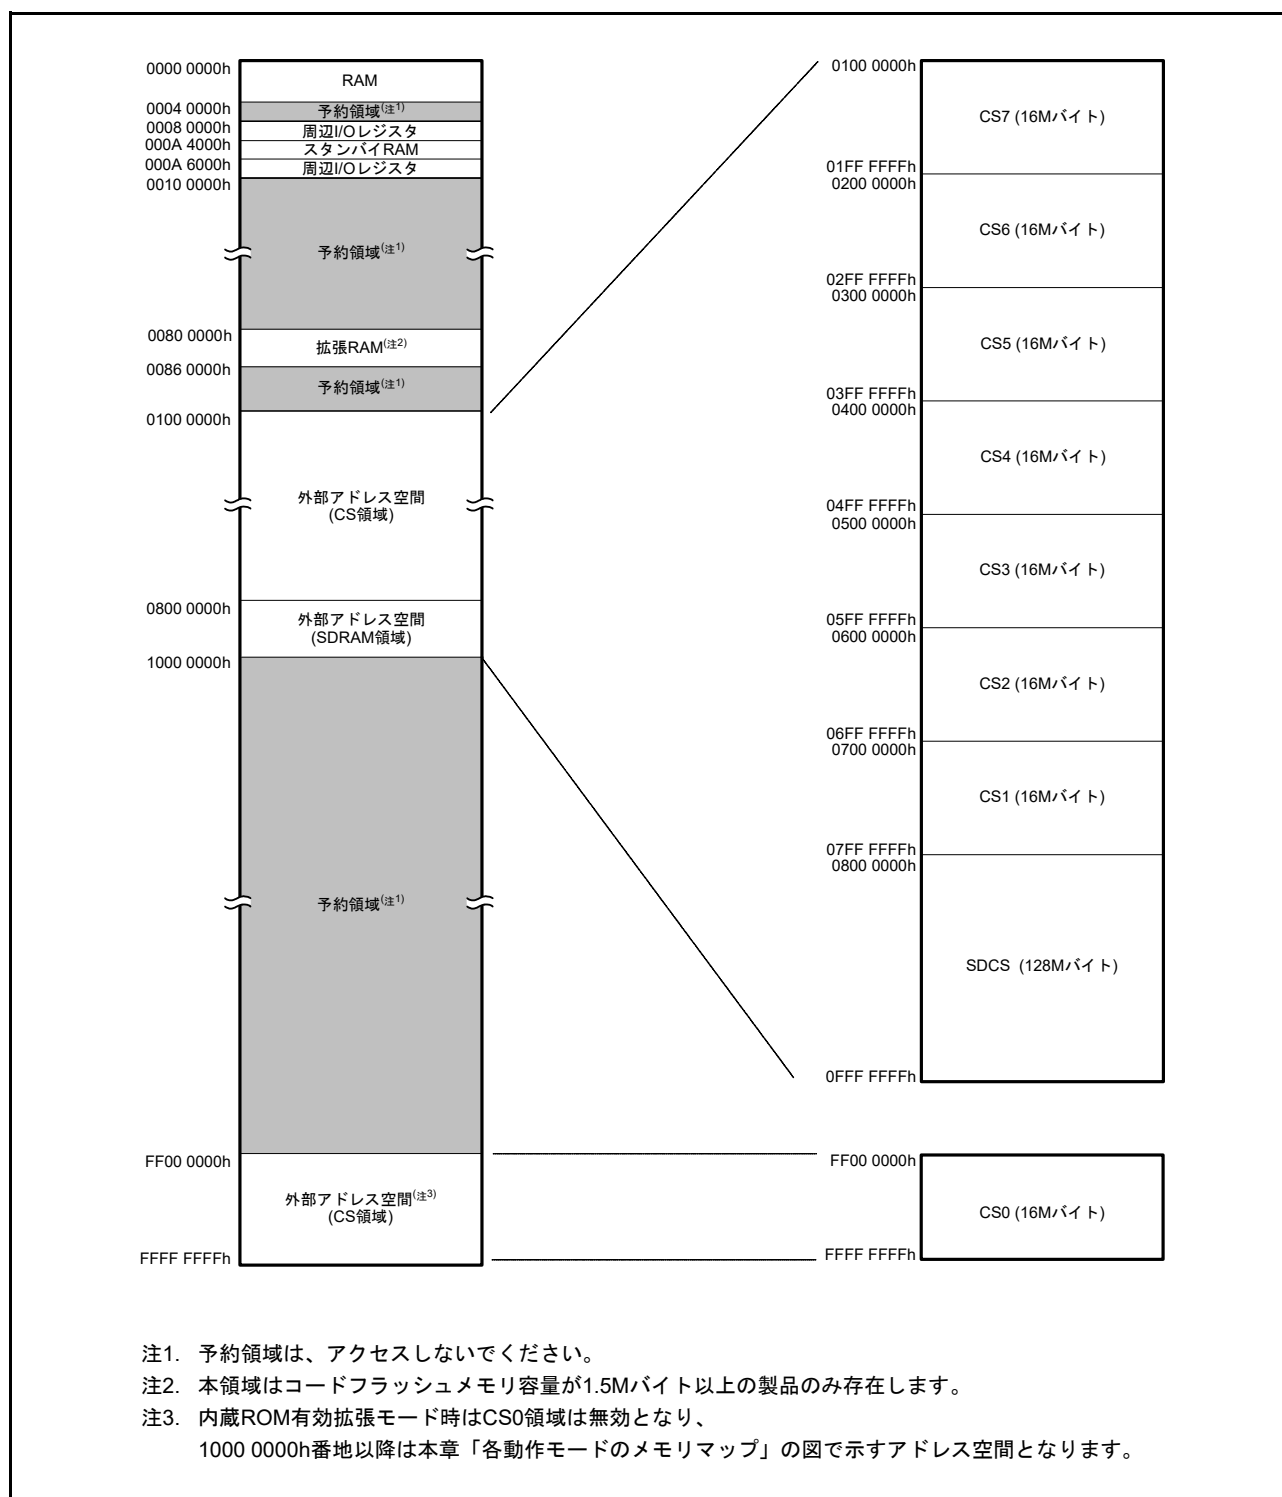 0000 0000h
RAM
0004 0000h
予約領域(注1)
0008 0000h
周辺I/Oレジスタ
000A 4000h
スタンバイRAM
000A 6000h
周辺I/Oレジスタ
0010 0000h
予約領域(注1)
0080 0000h
拡張RAM(注2)
0086 0000h
予約領域(注1)
0100 0000h
外部アドレス空間
(CS領域)
0800 0000h
外部アドレス空間
(SDRAM領域)
1000 0000h
予約領域(注1)
FF00 0000h
外部アドレス空間(注3)
(CS領域)
FFFF FFFFh
0100 0000h
CS7 (16Mバイト)
01FF FFFFh
0200 0000h
CS6 (16Mバイト)
02FF FFFFh
0300 0000h
CS5 (16Mバイト)
03FF FFFFh
0400 0000h
CS4 (16Mバイト)
04FF FFFFh
0500 0000h
CS3 (16Mバイト)
05FF FFFFh
0600 0000h
CS2 (16Mバイト)
06FF FFFFh
0700 0000h
CS1 (16Mバイト)
07FF FFFFh
0800 0000h
SDCS (128Mバイト)
0FFF FFFFh
FF00 0000h
CS0 (16Mバイト)
FFFF FFFFh
注1. 予約領域は、アクセスしないでください。
注2. 本領域はコードフラッシュメモリ容量が1.5Mバイト以上の製品のみ存在します。
注3. 内蔵ROM有効拡張モード時はCS0領域は無効となり、
1000 0000h番地以降は本章「各動作モードのメモリマップ」の図で示すアドレス空間となります。